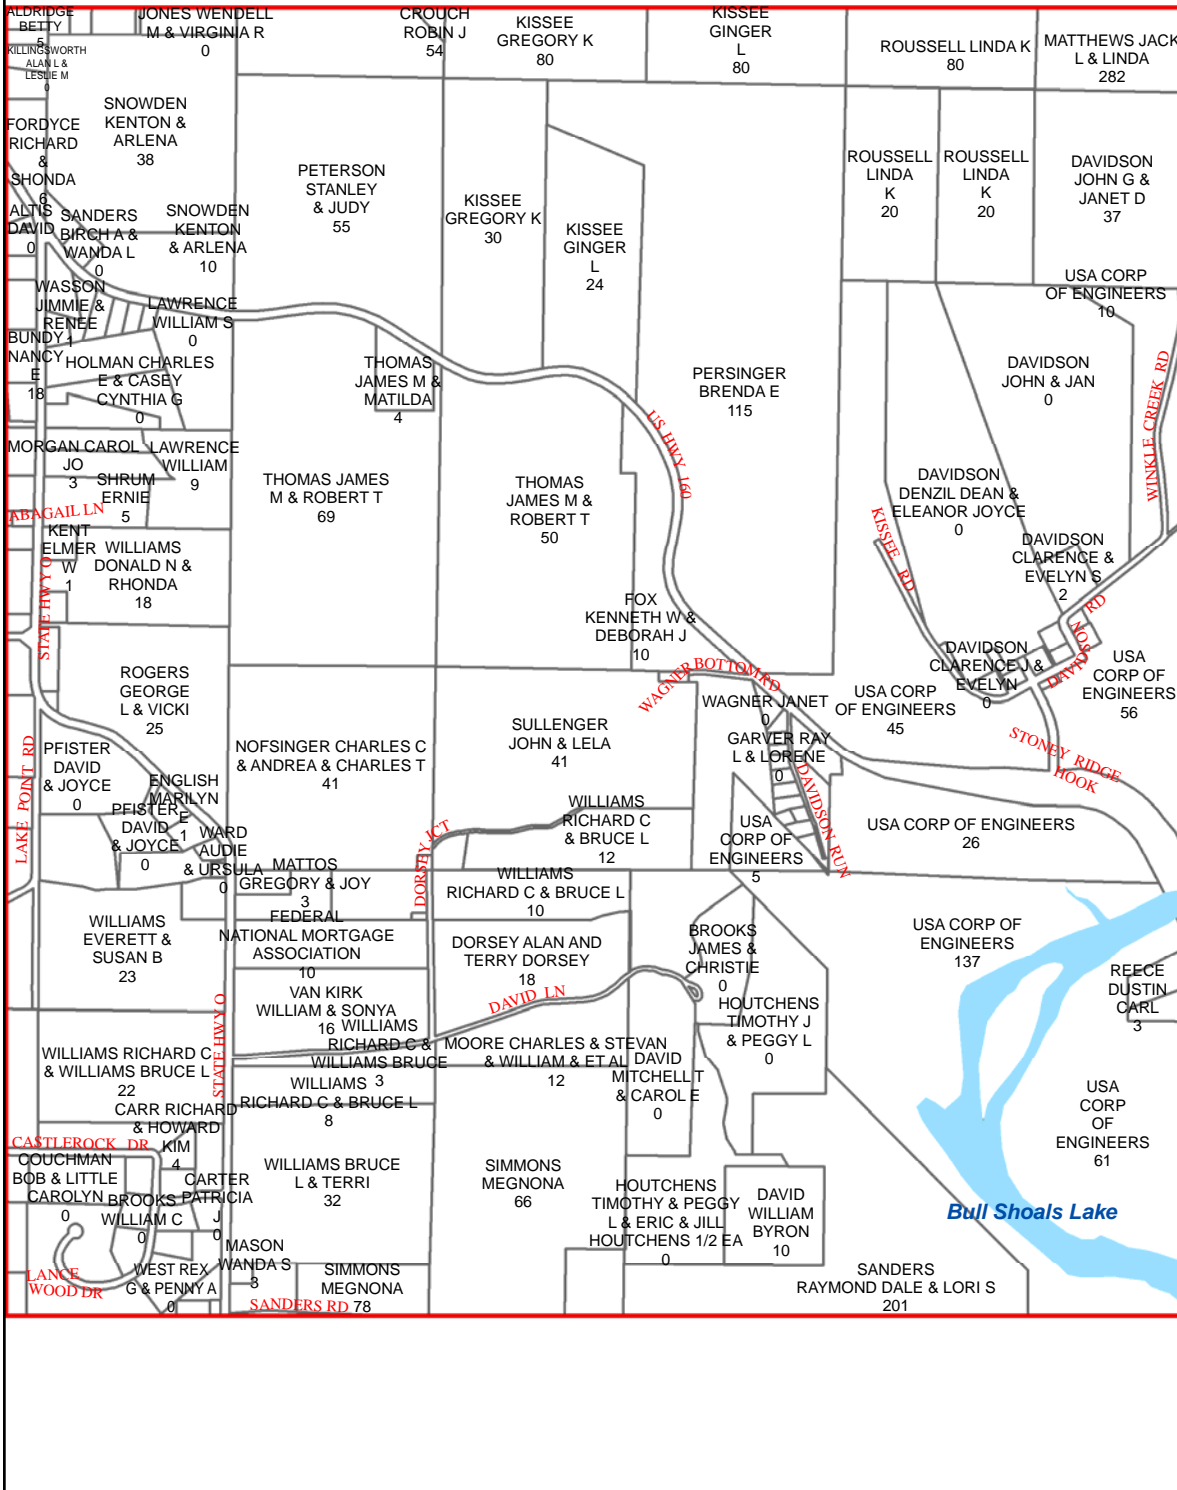 ALDRIDGE
BETTY
5
KILLINGSWORTH
ALAN L &
LESLIE M
0
JONES WENDELL
M & VIRGINIA R
0
CROUCH
ROBIN J
54
KISSEE
GREGORY K
80
KISSEE
GINGER
L
80
ROUSSELL LINDA K
80
MATTHEWS JACK
L & LINDA
282
SNOWDEN
KENTON &
ARLENA
38
FORDYCE
RICHARD
&
SHONDA
6
PETERSON
STANLEY
& JUDY
55
KISSEE
GREGORY K
30
KISSEE
GINGER
L
24
ROUSSELL
LINDA
K
20
ROUSSELL
LINDA
K
20
DAVIDSON
JOHN G &
JANET D
37
ALTIS
DAVID
0
SANDERS
BIRCH A &
WANDA L
0
SNOWDEN
KENTON
& ARLENA
10
USA CORP
OF ENGINEERS
10
WASSON
JIMMIE &
RENEE
1
LAWRENCE
WILLIAM S
0
BUNDY
NANCY
E
18
HOLMAN CHARLES
E & CASEY
CYNTHIA G
0
THOMAS
JAMES M &
MATILDA
4
PERSINGER
BRENDA E
115
DAVIDSON
JOHN & JAN
0
WINKLE CREEK RD
US HWY 160
MORGAN CAROL
JO
3
LAWRENCE
WILLIAM
9
SHRUM
ERNIE
5
THOMAS JAMES
M & ROBERT T
69
THOMAS
JAMES M &
ROBERT T
50
DAVIDSON
DENZIL DEAN &
ELEANOR JOYCE
0
ABAGAIL LN
KENT
ELMER
W
1
WILLIAMS
DONALD N &
RHONDA
18
KISSEE RD
DAVIDSON
CLARENCE &
EVELYN S
2
STATE HWY O
FOX
KENNETH W &
DEBORAH J
10
DAVIDSON RD
DAVIDSON
CLARENCE J &
EVELYN
0
USA
CORP OF
ENGINEERS
56
ROGERS
GEORGE
L & VICKI
25
WAGNER BOTTOM RD
WAGNER JANET
0
USA CORP
OF ENGINEERS
45
SULLENGER
JOHN & LELA
41
GARVER RAY
L & LORENE
0
STONEY RIDGE
HOOK
LAKE POINT RD
PFISTER
DAVID
& JOYCE
0
NOFSINGER CHARLES C
& ANDREA & CHARLES T
41
ENGLISH
MARILYN
E
1
PFISTER
DAVID
& JOYCE
0
WARD
AUDIE
& URSULA
0
DORSEY JCT
WILLIAMS
RICHARD C
& BRUCE L
12
USA
CORP OF
ENGINEERS
5
DAVIDSON RUN
USA CORP OF ENGINEERS
26
MATTOS
GREGORY & JOY
3
WILLIAMS
RICHARD C & BRUCE L
10
WILLIAMS
EVERETT &
SUSAN B
23
FEDERAL
NATIONAL MORTGAGE
ASSOCIATION
10
DORSEY ALAN AND
TERRY DORSEY
18
BROOKS
JAMES &
CHRISTIE
0
USA CORP OF
ENGINEERS
137
REECE
DUSTIN
CARL
3
VAN KIRK
WILLIAM & SONYA
16
DAVID LN
HOUTCHENS
TIMOTHY J
& PEGGY L
0
STATE HWY O
WILLIAMS RICHARD C
& WILLIAMS BRUCE L
22
WILLIAMS
RICHARD C &
WILLIAMS BRUCE
3
MOORE CHARLES & STEVAN
& WILLIAM & ET AL
12
DAVID
MITCHELL T
& CAROL E
0
WILLIAMS
RICHARD C & BRUCE L
8
USA
CORP
OF
ENGINEERS
61
CARR RICHARD
& HOWARD
KIM
4
CASTLEROCK DR
COUCHMAN
BOB & LITTLE
CAROLYN
0
WILLIAMS BRUCE
L & TERRI
32
SIMMONS
MEGNONA
66
HOUTCHENS
TIMOTHY & PEGGY
L & ERIC & JILL
HOUTCHENS 1/2 EA
0
DAVID
WILLIAM
BYRON
10
Bull Shoals Lake
CARTER
PATRICIA
J
0
BROOKS
WILLIAM C
0
MASON
WANDA S
3
LANCE
WOOD DR
WEST REX
G & PENNY A
0
SIMMONS
MEGNONA
78
SANDERS RD
SANDERS
RAYMOND DALE & LORI S
201